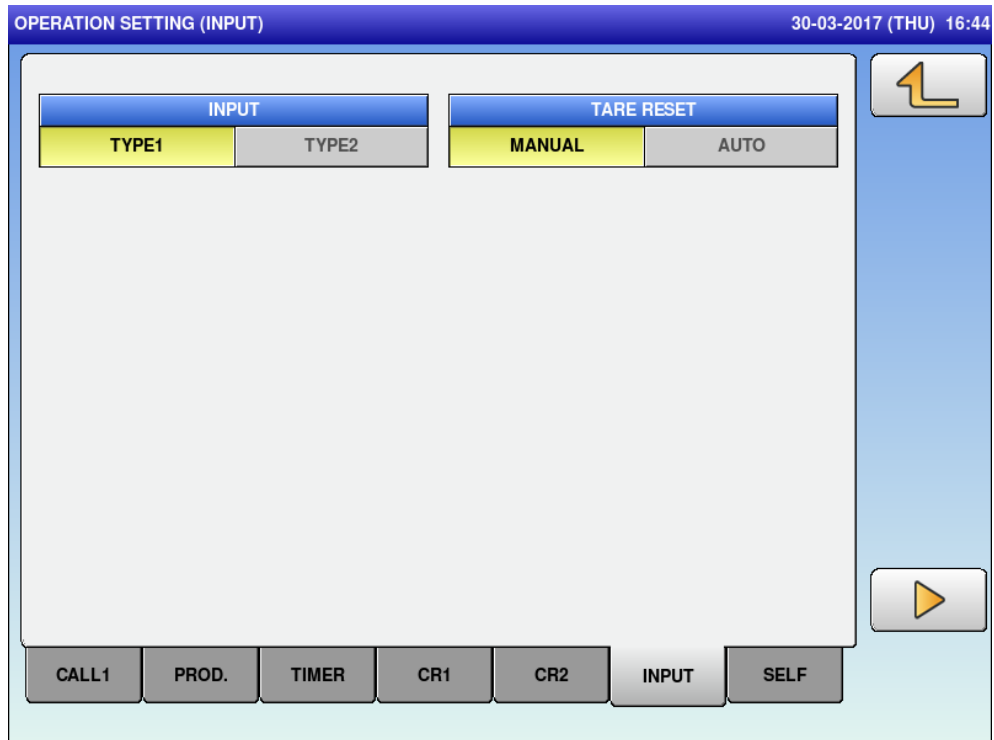 OPERATION SETTING (INPUT) 30-03-2017 (THU) 16:44
INPUT TARE RESET
TYPE1 TYPE2 MANUAL AUTO
CALL1 PROD. TIMER CR1 CR2 INPUT SELF